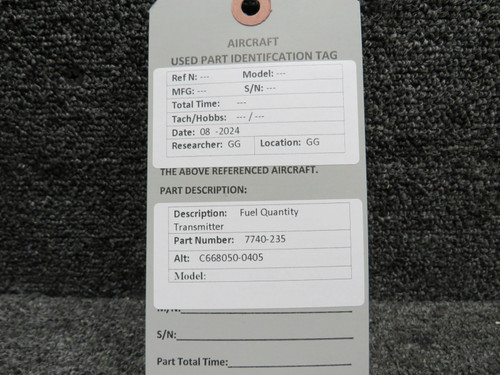 AIRCRAFT
USED PART IDENTIFCATION TAG
Ref N: --- Model: ---
MFG: --- S/N: ---
Total Time: ---
Tach/Hobbs: --- / ---
Date: 08 -2024
Researcher: GG Location: GG
THE ABOVE REFERENCED AIRCRAFT.
PART DESCRIPTION:
Description: Fuel Quantity
Transmitter
Part Number: 7740-235
Alt: C668050-0405
Model:
M/N:
S/N:
Part Total Time: